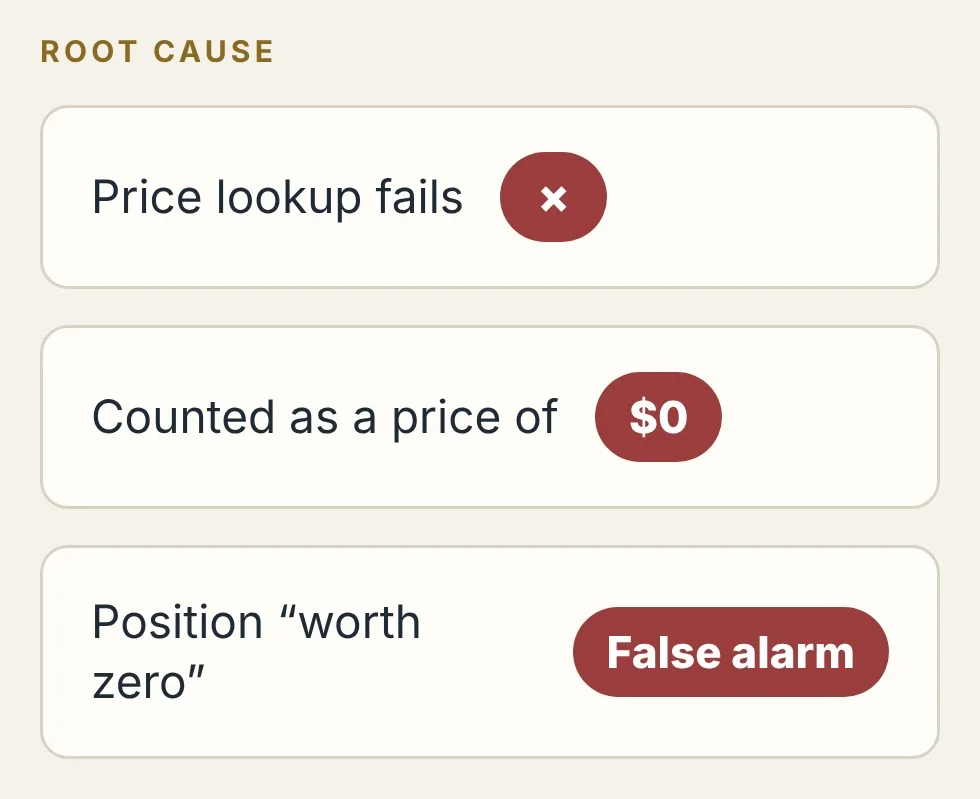 ROOT CAUSE
Price lookup fails ×
Counted as a price of $0
Position “worth
zero”
False alarm